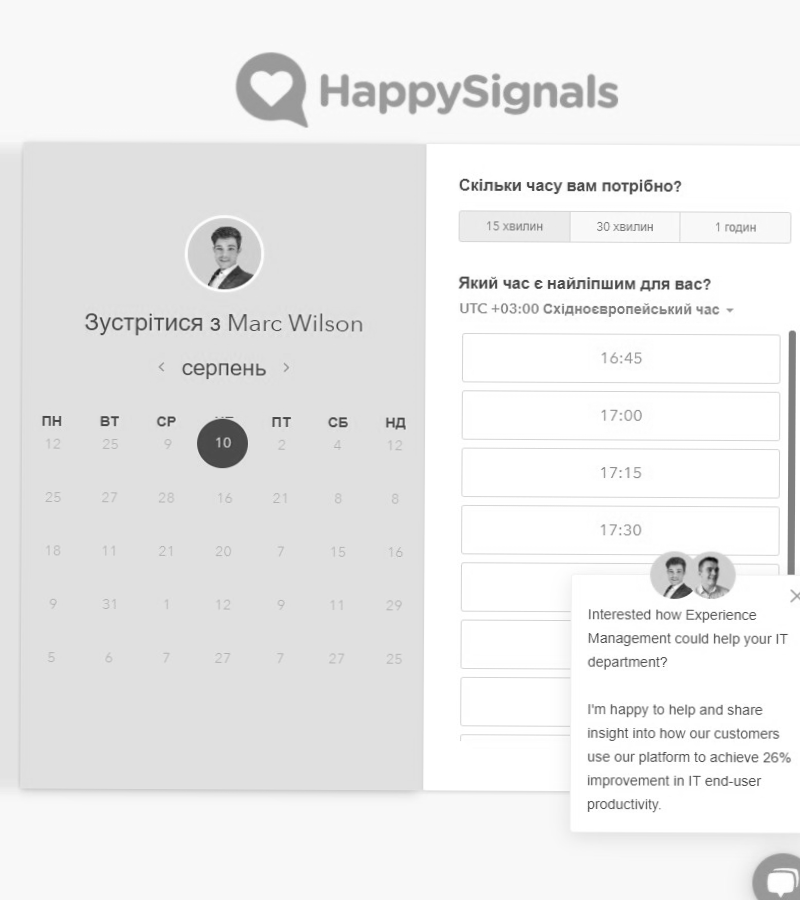 HappySignals
Зустрітися з Marc Wilson
серпень
ПН ВТ СР ПТ СБ НД
12 25 9 10 2 4 12
25 27 28 16 21 8 8
18 11 21 20 7 15 16
9 31 1 12 9 11 29
5 6 7 27 7 27 25
Скільки часу вам потрібно?
15 хвилин 30 хвилин 1 годин
Який час є найліпшим для вас?
UTC +03:00 Східноєвропейський час
16:45
17:00
17:15
17:30
Interested how Experience
Management could help your IT
department?
I'm happy to help and share
insight into how our customers
use our platform to achieve 26%
improvement in IT end-user
productivity.